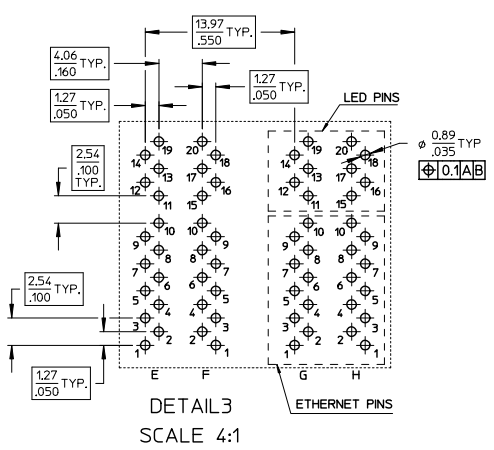 13.97
.550 TYP.
4.06
.160 TYP.
1.27
.050 TYP.
1.27
.050 TYP.
LED PINS
ø 0.89
.035 TYP
⌖ 0.1 A B
2.54
.100
TYP.
19 20 19 20
14 18 14 18
13 17 13 17
12 16 12 16
11 15 11 15
10 10 10 10
9 9 9 9
8 8 8 8
7 7 7 7
6 6 6 6
5 5 5 5
4 4 4 4
3 3 3 3
2 2 2 2
1 1 1 1
2.54
.100 TYP.
1.27
.050 TYP.
E F G H
ETHERNET PINS
DETAIL3
SCALE 4:1